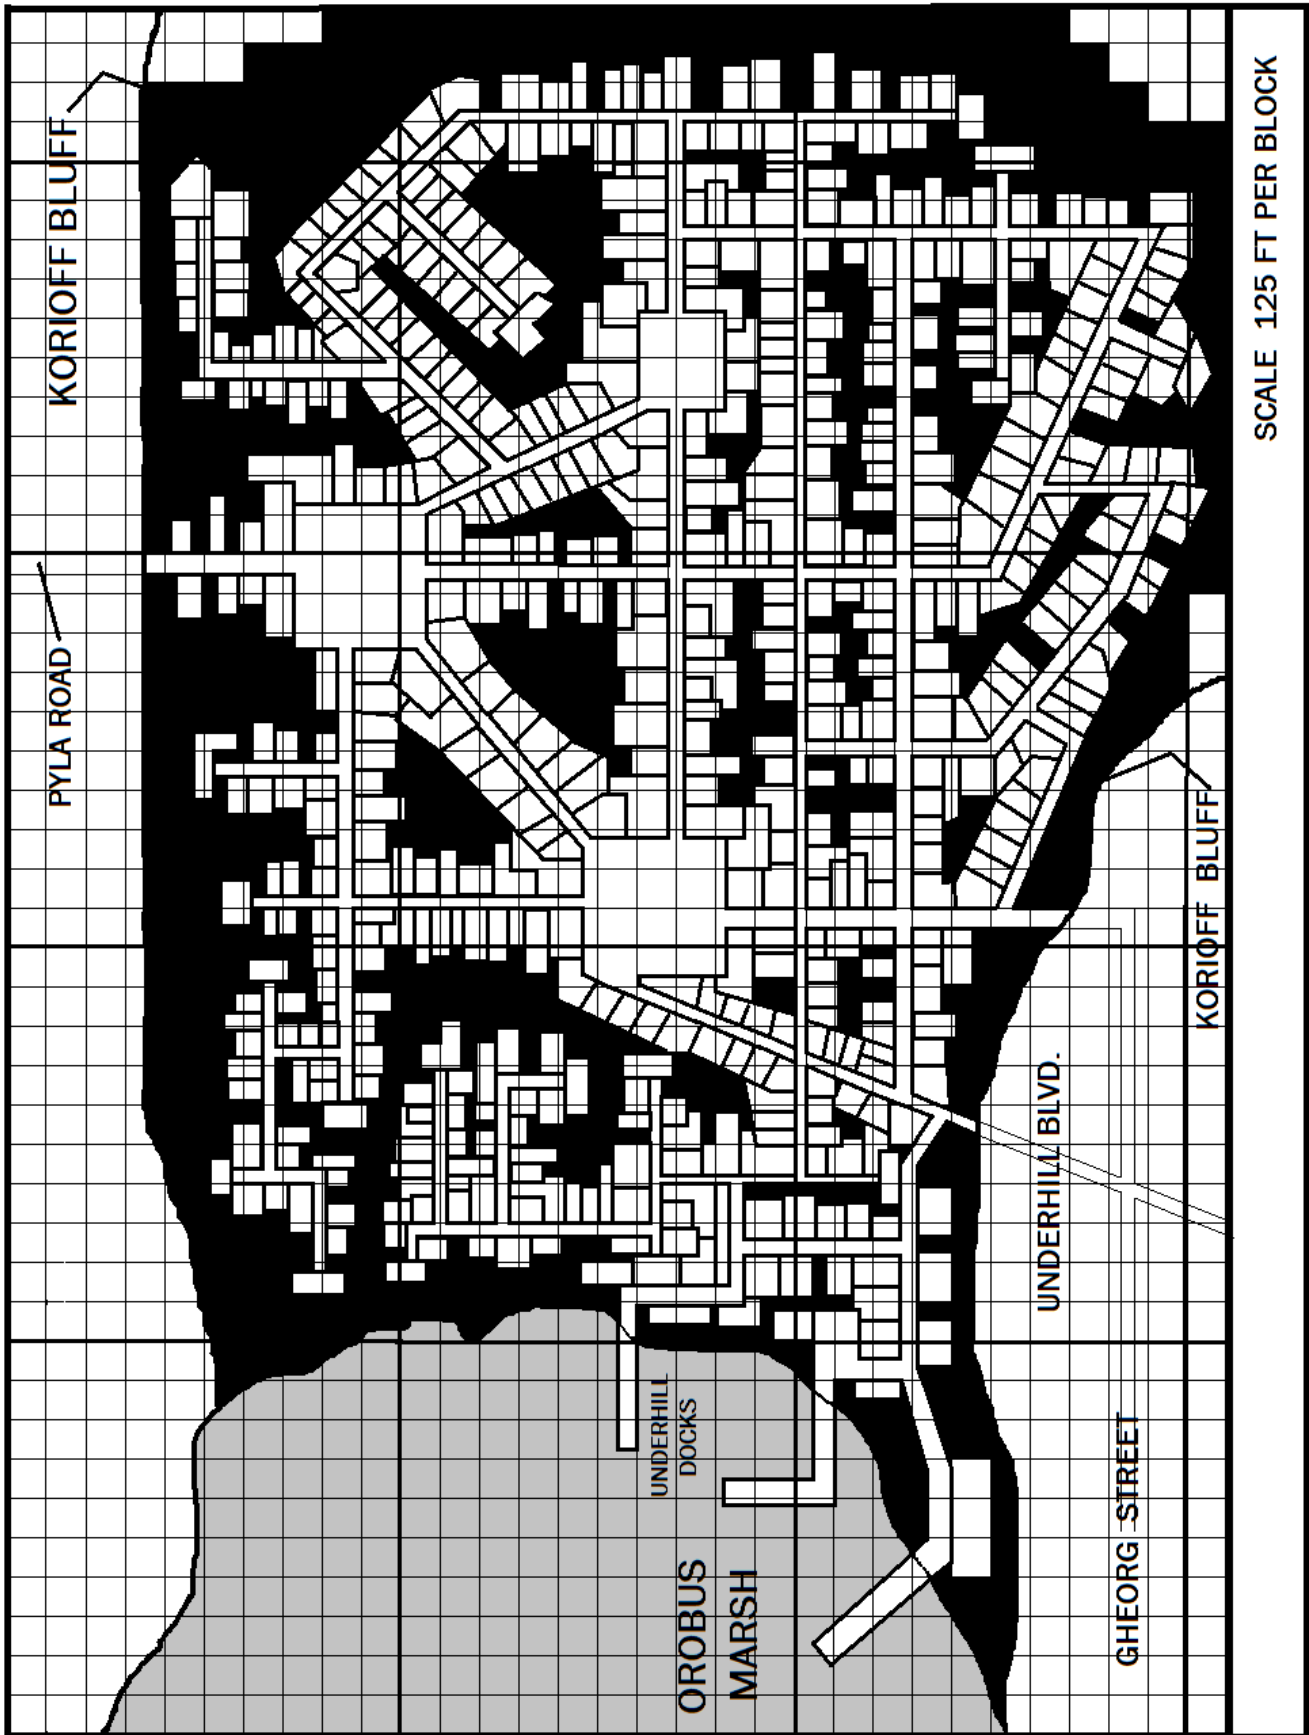 KORIOFF BLUFF
PYLA ROAD
UNDERHILL
DOCKS
OROBUS
MARSH
UNDERHILL BLVD.
GHEORG STREET
KORIOFF BLUFF
SCALE 125 FT PER BLOCK